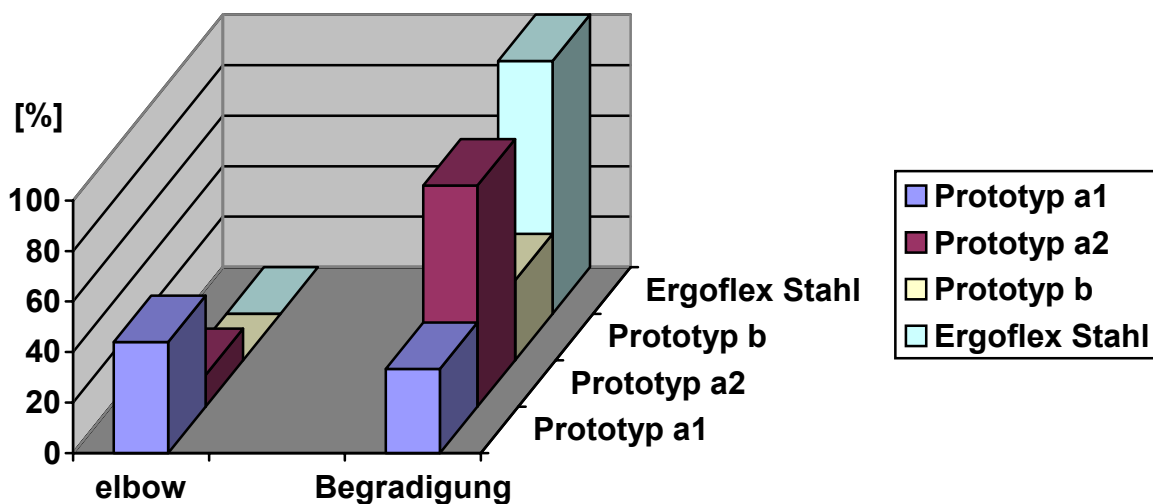 [%]
100
80
60
40
20
0
elbow
Begradigung
Ergoflex Stahl
Prototyp b
Prototyp a2
Prototyp a1
Prototyp a1
Prototyp a2
Prototyp b
Ergoflex Stahl